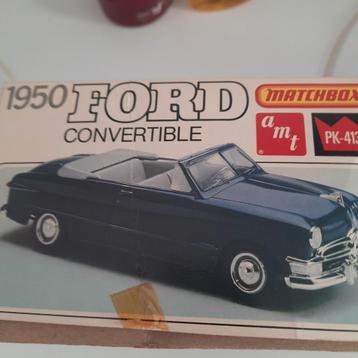 1950 FORD
CONVERTIBLE
MATCHBOX
amt
PK-413